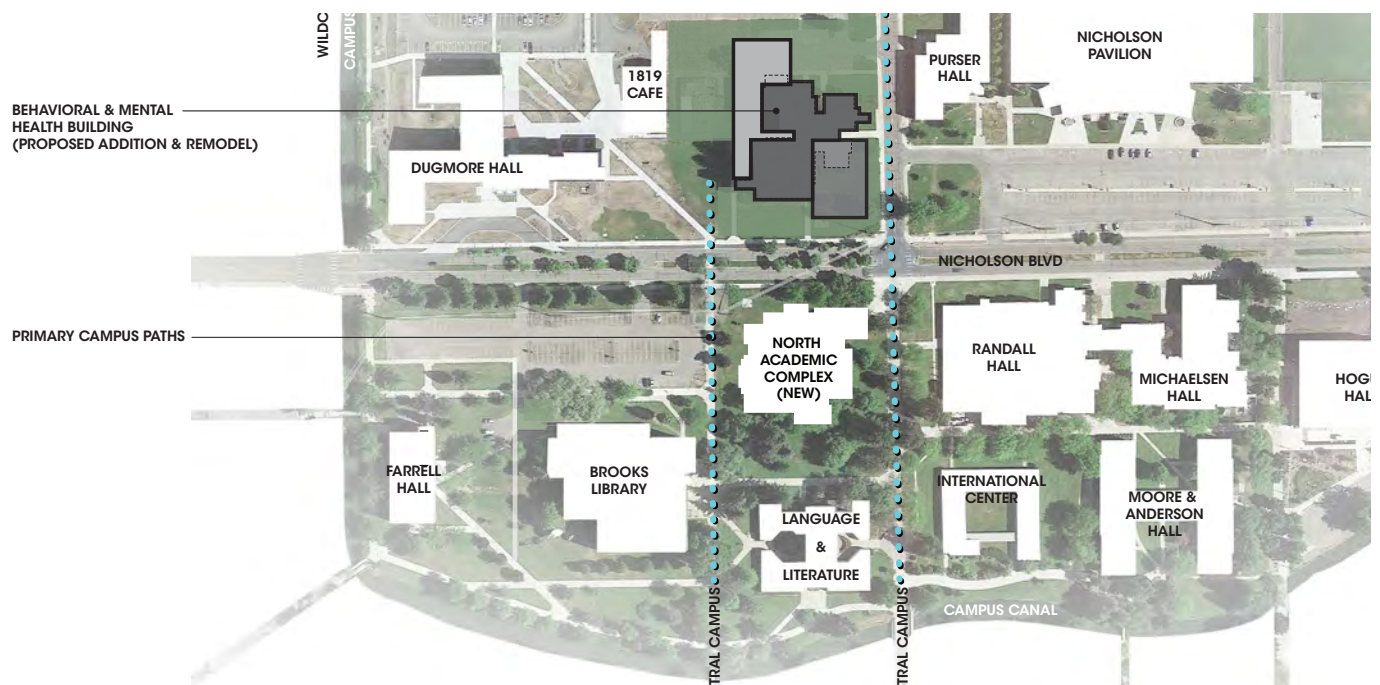 WILDC
CAMPUS
1819
CAFE
PURSER
HALL
NICHOLSON
PAVILION
BEHAVIORAL & MENTAL
HEALTH BUILDING
(PROPOSED ADDITION & REMODEL)
DUGMORE HALL
NICHOLSON BLVD
PRIMARY CAMPUS PATHS
NORTH
ACADEMIC
COMPLEX
(NEW)
RANDALL
HALL
MICHAELSEN
HALL
HOGU
HAL
FARRELL
HALL
BROOKS
LIBRARY
INTERNATIONAL
CENTER
MOORE &
ANDERSON
HALL
LANGUAGE
&
LITERATURE
CAMPUS CANAL
TRAL CAMPUS
TRAL CAMPUS